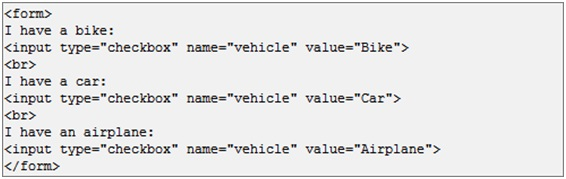 <form>
I have a bike:
<input type="checkbox" name="vehicle" value="Bike">
<br>
I have a car:
<input type="checkbox" name="vehicle" value="Car">
<br>
I have an airplane:
<input type="checkbox" name="vehicle" value="Airplane">
</form>